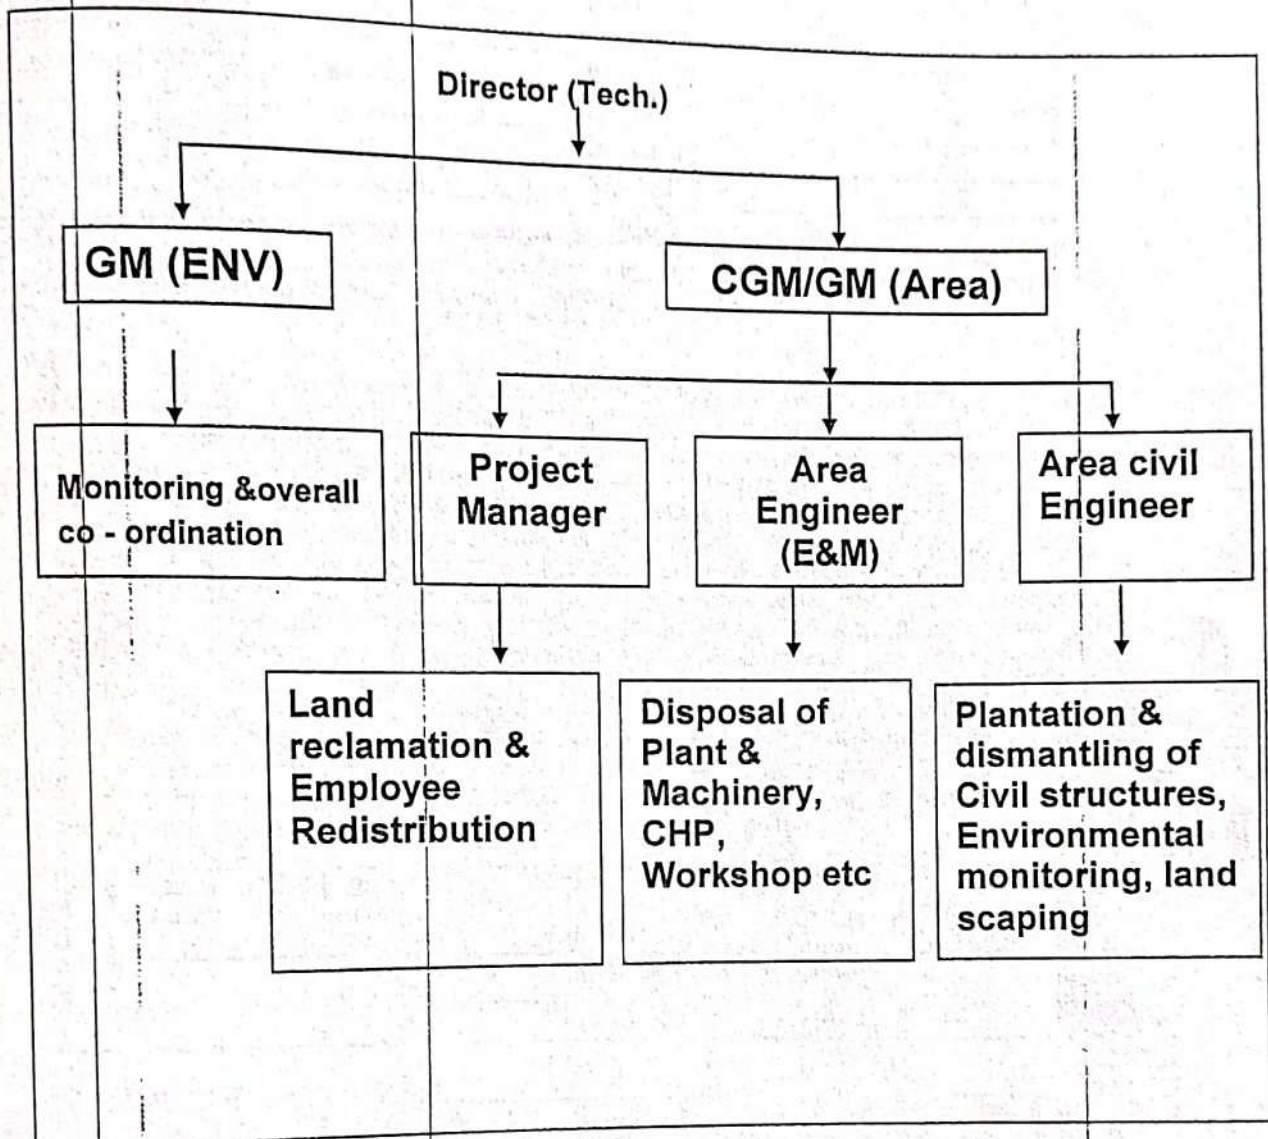 Director (Tech.)
GM (ENV)
CGM/GM (Area)
Monitoring &overall
co - ordination
Project
Manager
Area
Engineer
(E&M)
Area civil
Engineer
Land
reclamation &
Employee
Redistribution
Disposal of
Plant &
Machinery,
CHP,
Workshop etc
Plantation &
dismantling of
Civil structures,
Environmental
monitoring, land
scaping